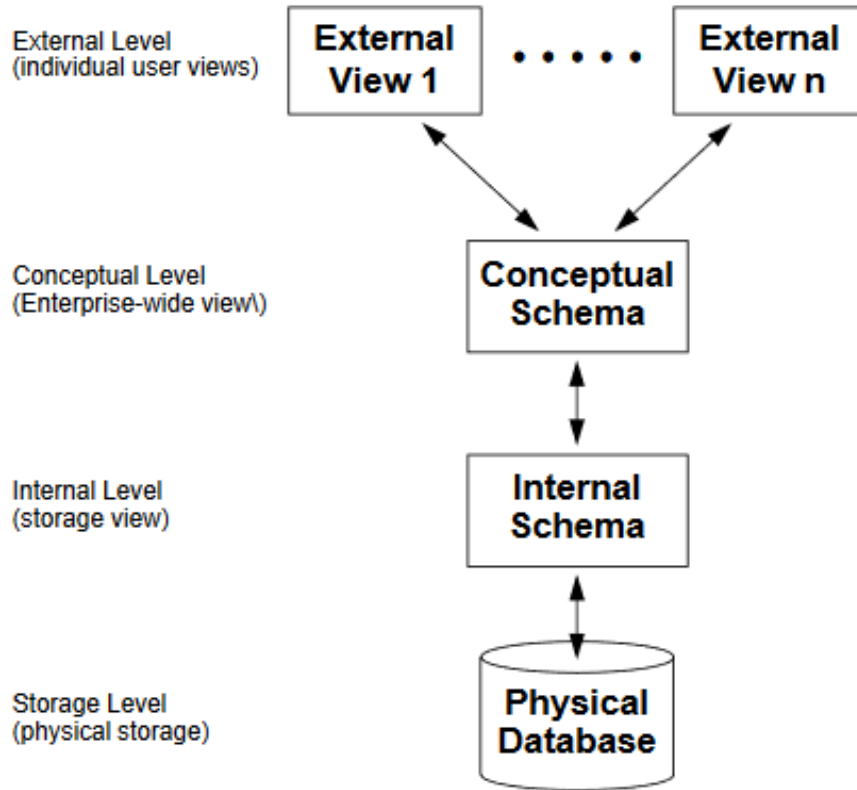 External Level
(individual user views)
External
View 1
• • • • •
External
View n
Conceptual Level
(Enterprise-wide view\)
Conceptual
Schema
Internal Level
(storage view)
Internal
Schema
Storage Level
(physical storage)
Physical
Database